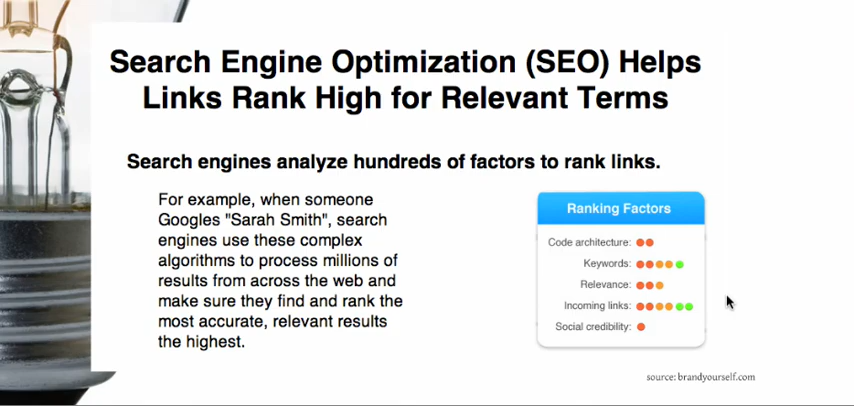 Search Engine Optimization (SEO) Helps
Links Rank High for Relevant Terms
Search engines analyze hundreds of factors to rank links.
For example, when someone
Googles "Sarah Smith", search
engines use these complex
algorithms to process millions of
results from across the web and
make sure they find and rank the
most accurate, relevant results
the highest.
Ranking Factors
Code architecture:
Keywords:
Relevance:
Incoming links:
Social credibility:
source: brandyourself.com